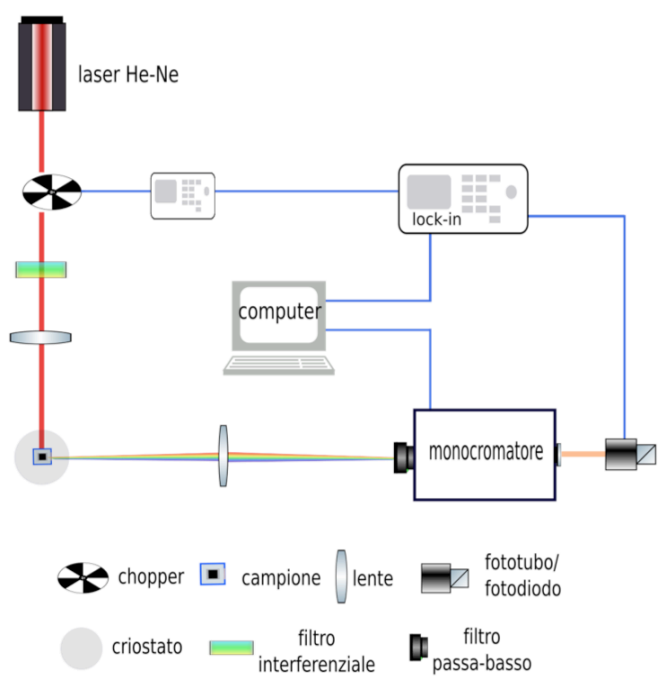 laser He-Ne
lock-in
computer
monocromatore
chopper
campione
lente
fototubo/
fotodiodo
criostato
filtro
interferenziale
filtro
passa-basso